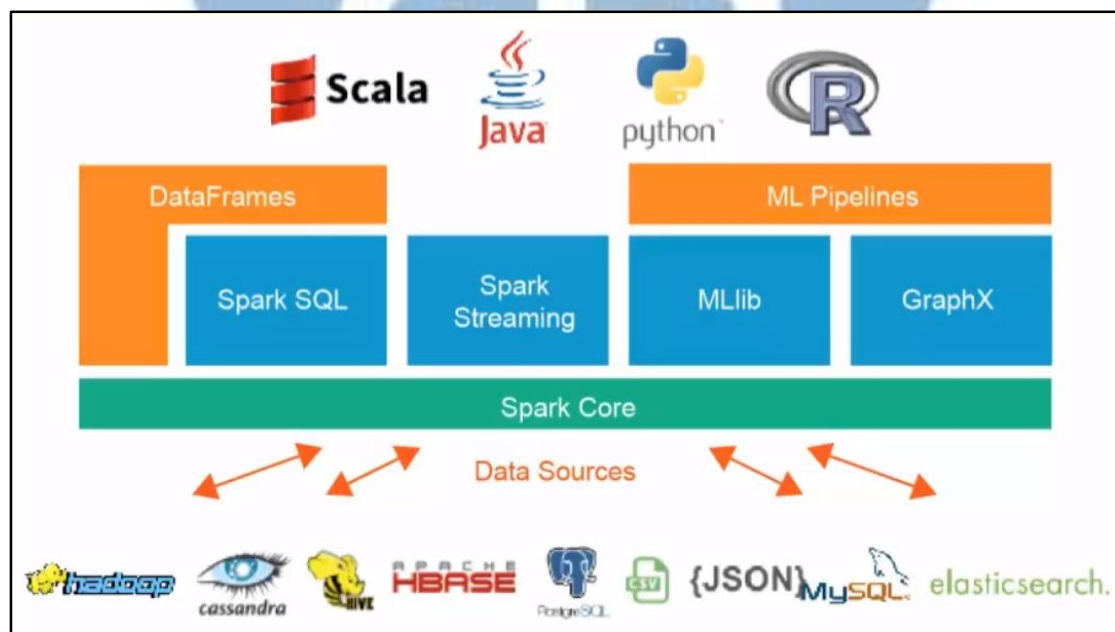 Scala
Java
python
R
DataFrames
ML Pipelines
Spark SQL
Spark
Streaming
MLlib
GraphX
Spark Core
Data Sources
hadoop
cassandra
HIVE
APACHE
HBASE
PostgreSQL
CSV
{JSON}
MySQL
elasticsearch.